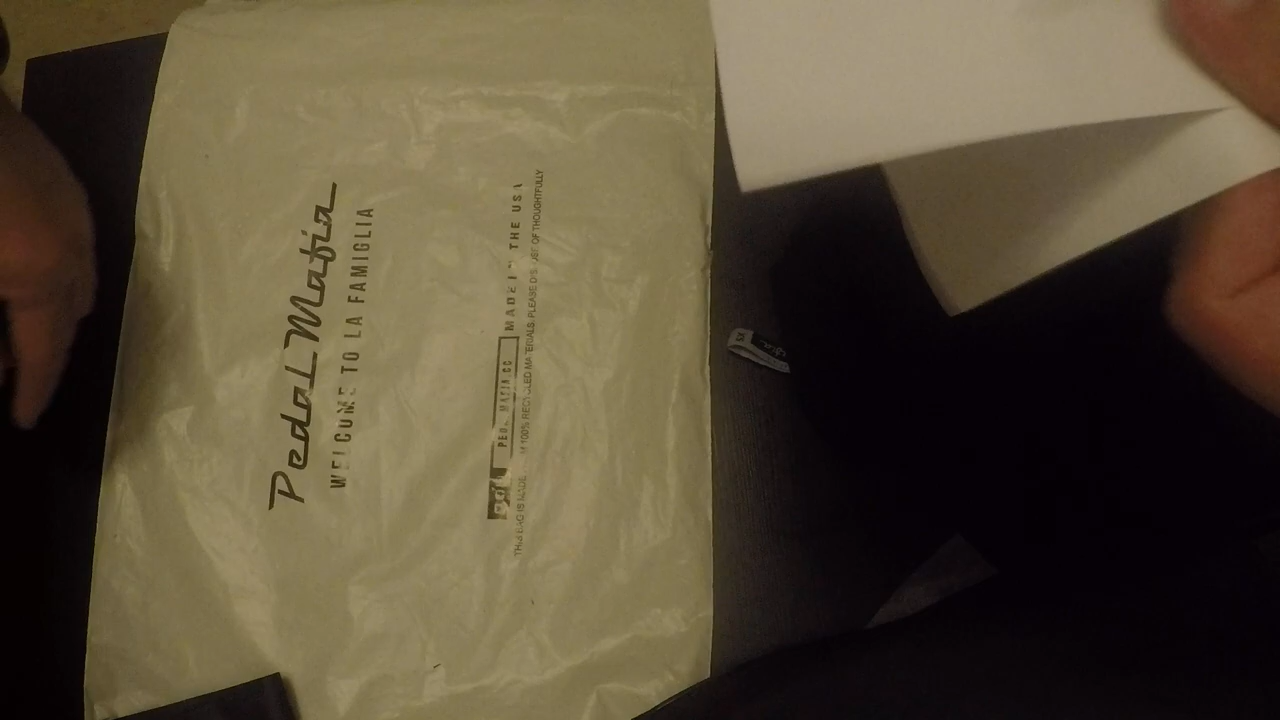 Pedal Mafia
WELCOME TO LA FAMIGLIA
MADE IN THE USA
THIS BAG IS MADE 100% RECYCLED MATERIALS. PLEASE DISPOSE OF THOUGHTFULLY
XS